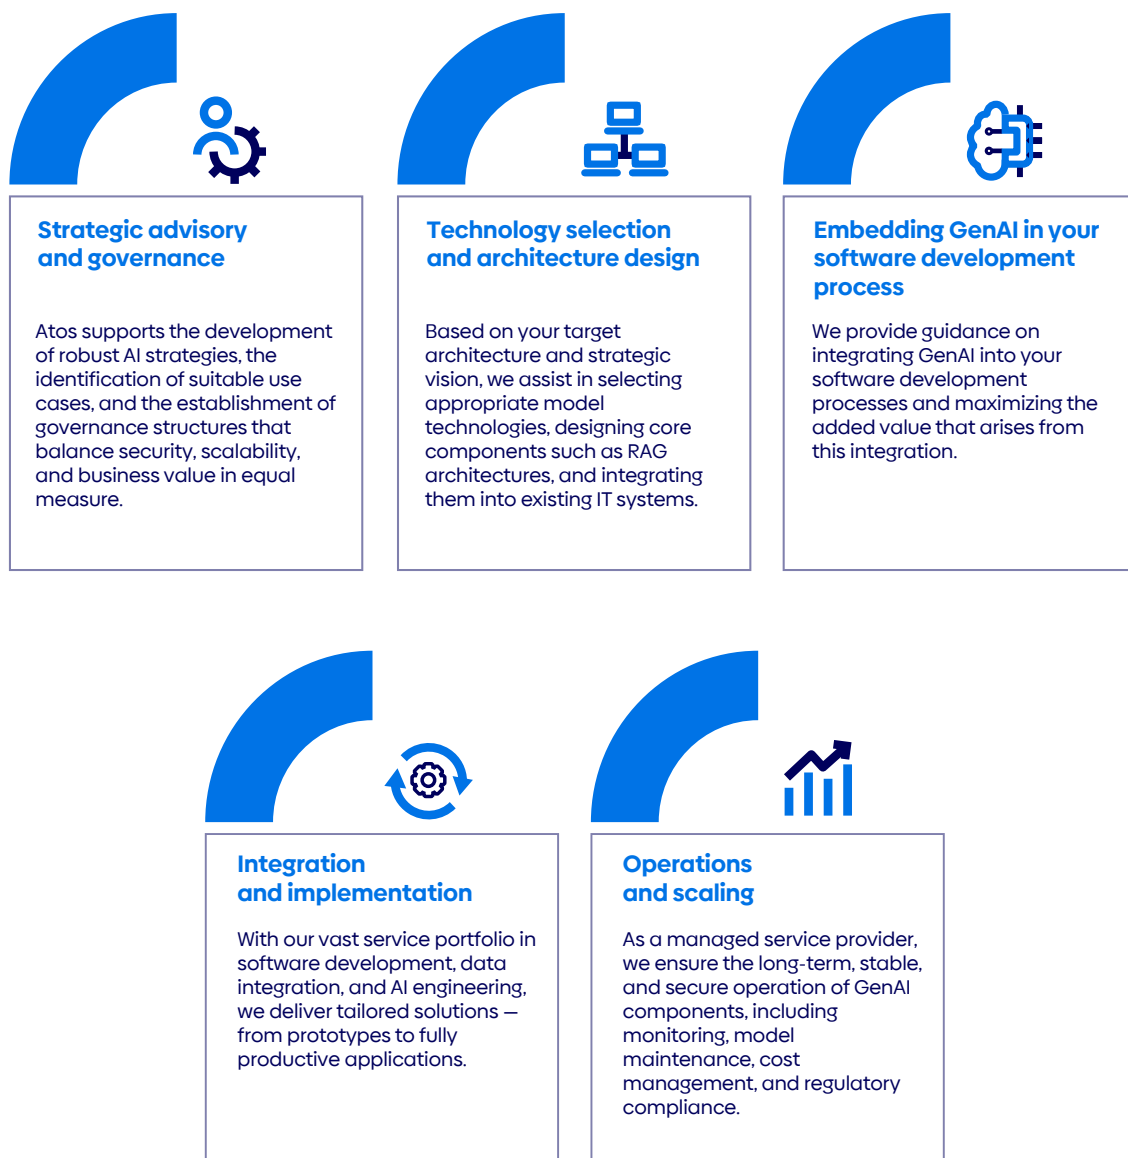 Strategic advisory
and governance
Atos supports the development
of robust AI strategies, the
identification of suitable use
cases, and the establishment of
governance structures that
balance security, scalability,
and business value in equal
measure.
Technology selection
and architecture design
Based on your target
architecture and strategic
vision, we assist in selecting
appropriate model
technologies, designing core
components such as RAG
architectures, and integrating
them into existing IT systems.
Embedding GenAI in your
software development
process
We provide guidance on
integrating GenAI into your
software development
processes and maximizing the
added value that arises from
this integration.
Integration
and implementation
With our vast service portfolio in
software development, data
integration, and AI engineering,
we deliver tailored solutions —
from prototypes to fully
productive applications.
Operations
and scaling
As a managed service provider,
we ensure the long-term, stable,
and secure operation of GenAI
components, including
monitoring, model
maintenance, cost
management, and regulatory
compliance.